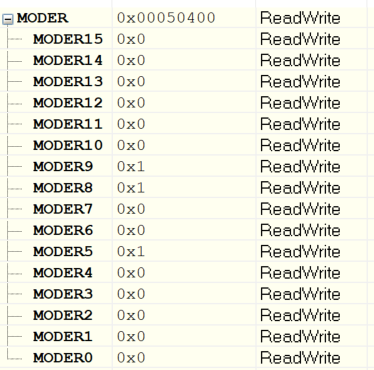 MODER 0x00050400 ReadWrite
MODER15 0x0 ReadWrite
MODER14 0x0 ReadWrite
MODER13 0x0 ReadWrite
MODER12 0x0 ReadWrite
MODER11 0x0 ReadWrite
MODER10 0x0 ReadWrite
MODER9 0x1 ReadWrite
MODER8 0x1 ReadWrite
MODER7 0x0 ReadWrite
MODER6 0x0 ReadWrite
MODER5 0x1 ReadWrite
MODER4 0x0 ReadWrite
MODER3 0x0 ReadWrite
MODER2 0x0 ReadWrite
MODER1 0x0 ReadWrite
MODER0 0x0 ReadWrite